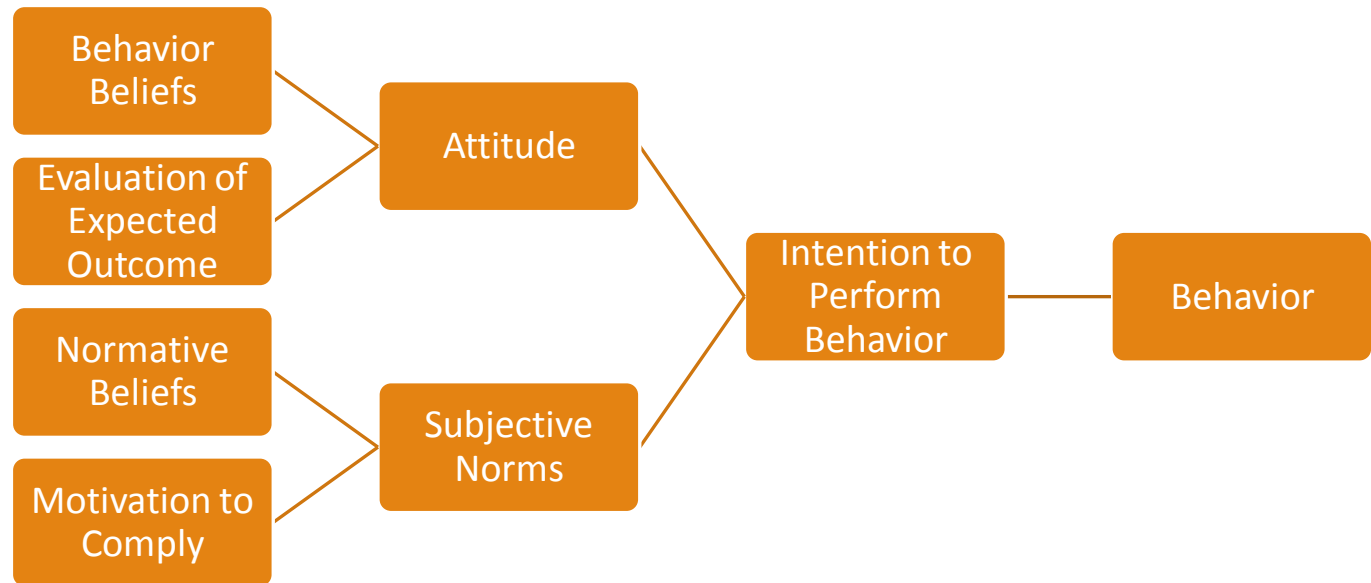 Behavior
Beliefs
Evaluation of
Expected
Outcome
Normative
Beliefs
Motivation to
Comply
Attitude
Subjective
Norms
Intention to
Perform
Behavior
Behavior